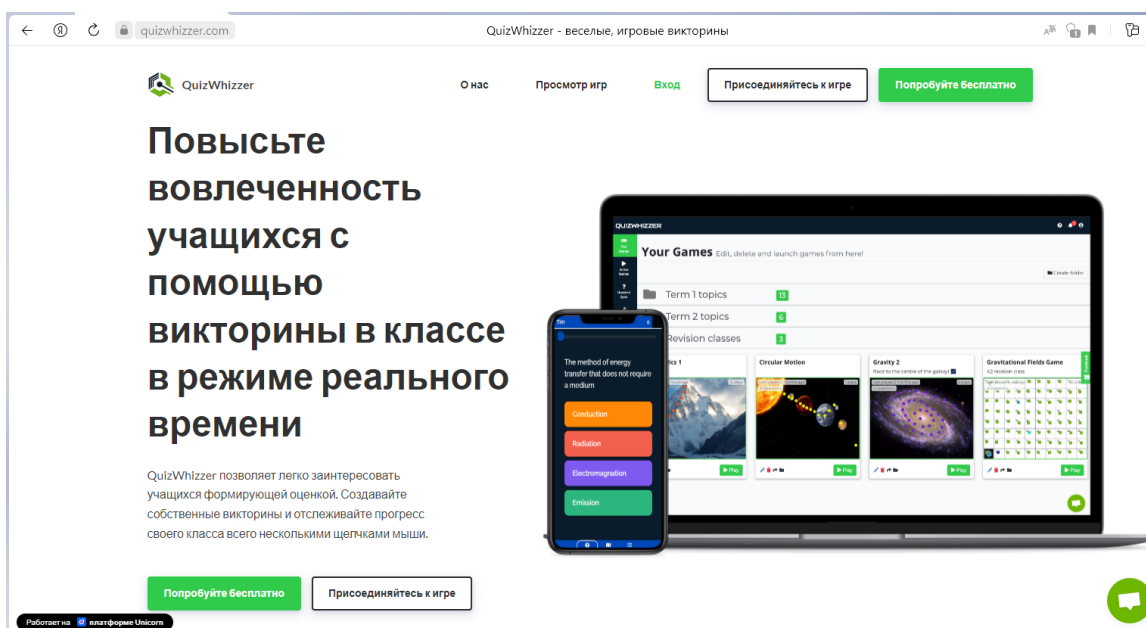 quizwhizzer.com
QuizWhizzer - веселые, игровые викторины
QuizWhizzer
О нас
Просмотр игр
Вход
Присоединяйтесь к игре
Попробуйте бесплатно
Повысьте
вовлеченность
учащихся с
помощью
викторины в классе
в режиме реального
времени
QuizWhizzer позволяет легко заинтересовать
учащихся формирующей оценкой. Создавайте
собственные викторины и отслеживайте прогресс
своего класса всего несколькими щелчками мыши.
Попробуйте бесплатно
Присоединяйтесь к игре
Работает на платформе Unicorn
QUIZWHIZZER
Your Games Edit, delete and launch games from here!
Create folder
Term 1 topics 13
Term 2 topics 6
Revision classes 3
Circular Motion
Gravity 2
Race to the centre of the galaxy!
Gravitational Fields Game
A2 revision class
Play
Play
Play
Play
Tim
The method of energy
transfer that does not require
a medium
Conduction
Radiation
Electromagnation
Emission